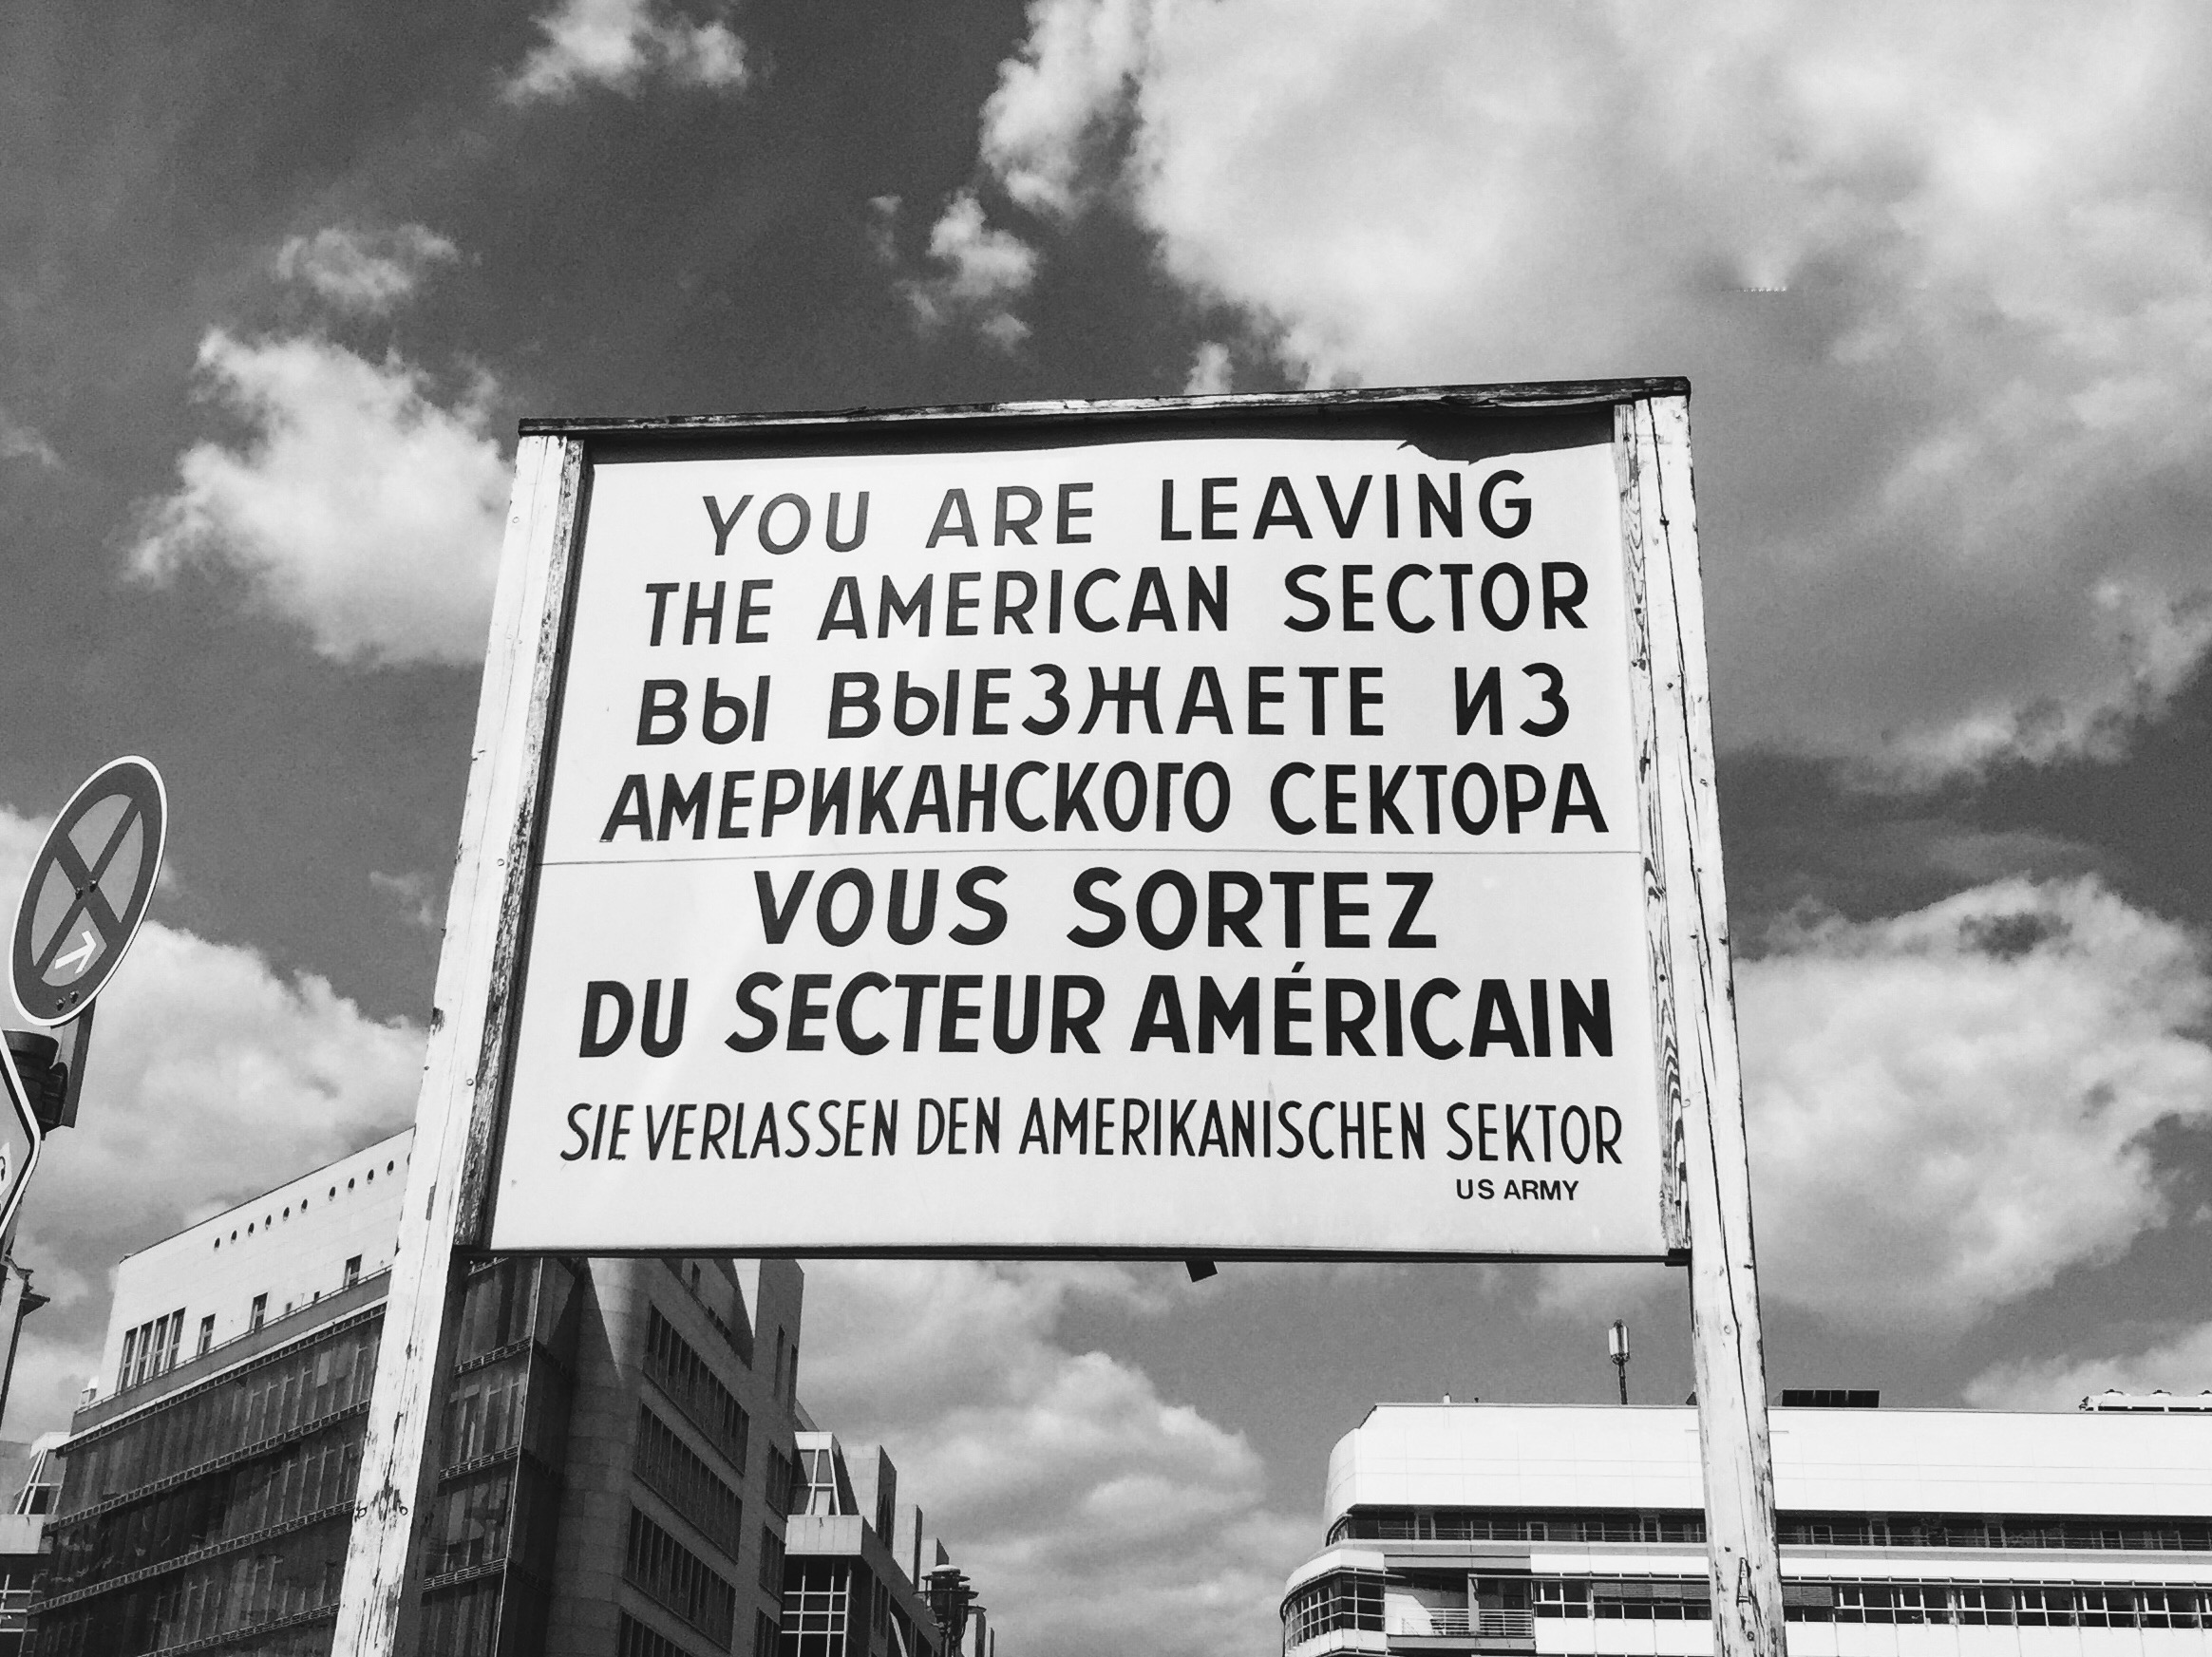 YOU ARE LEAVING
THE AMERICAN SECTOR
ВЫ ВЫЕЗЖАЕТЕ ИЗ
АМЕРИКАНСКОГО СЕКТОРА
VOUS SORTEZ
DU SECTEUR AMÉRICAIN
SIE VERLASSEN DEN AMERIKANISCHEN SEKTOR
US ARMY